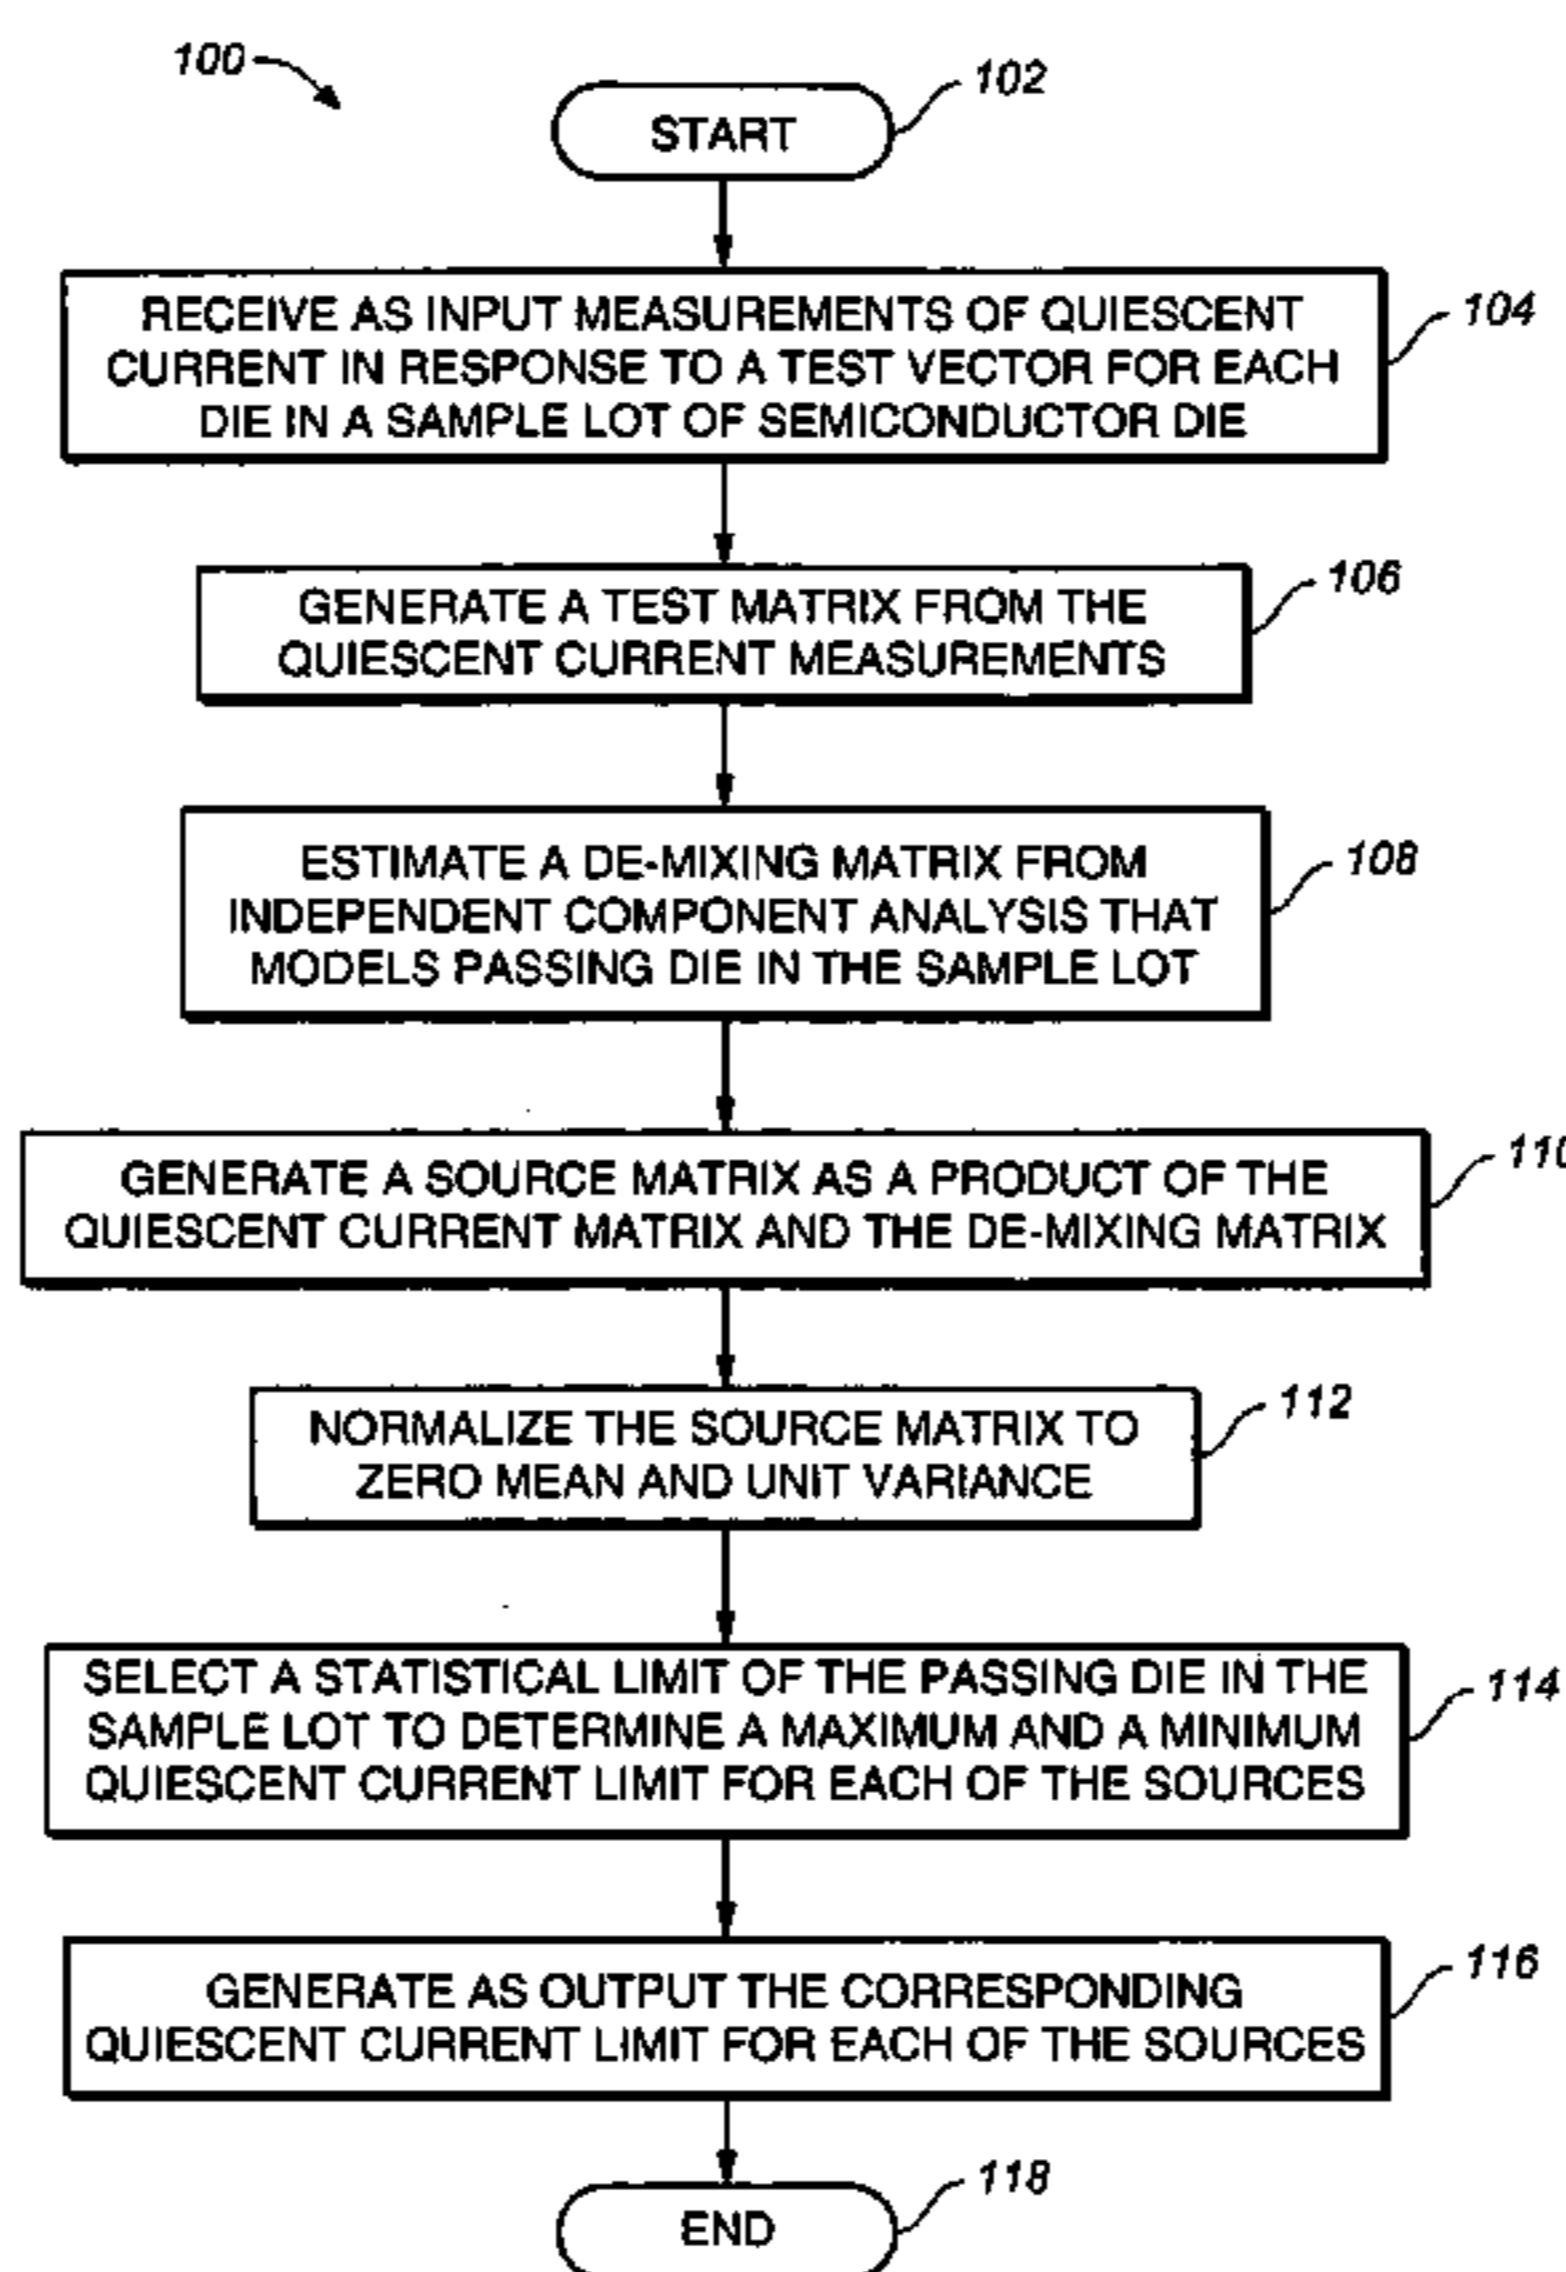 100
102
START
RECEIVE AS INPUT MEASUREMENTS OF QUIESCENT
CURRENT IN RESPONSE TO A TEST VECTOR FOR EACH
DIE IN A SAMPLE LOT OF SEMICONDUCTOR DIE
104
GENERATE A TEST MATRIX FROM THE
QUIESCENT CURRENT MEASUREMENTS
106
ESTIMATE A DE-MIXING MATRIX FROM
INDEPENDENT COMPONENT ANALYSIS THAT
MODELS PASSING DIE IN THE SAMPLE LOT
108
GENERATE A SOURCE MATRIX AS A PRODUCT OF THE
QUIESCENT CURRENT MATRIX AND THE DE-MIXING MATRIX
110
NORMALIZE THE SOURCE MATRIX TO
ZERO MEAN AND UNIT VARIANCE
112
SELECT A STATISTICAL LIMIT OF THE PASSING DIE IN THE
SAMPLE LOT TO DETERMINE A MAXIMUM AND A MINIMUM
QUIESCENT CURRENT LIMIT FOR EACH OF THE SOURCES
114
GENERATE AS OUTPUT THE CORRESPONDING
QUIESCENT CURRENT LIMIT FOR EACH OF THE SOURCES
116
118
END